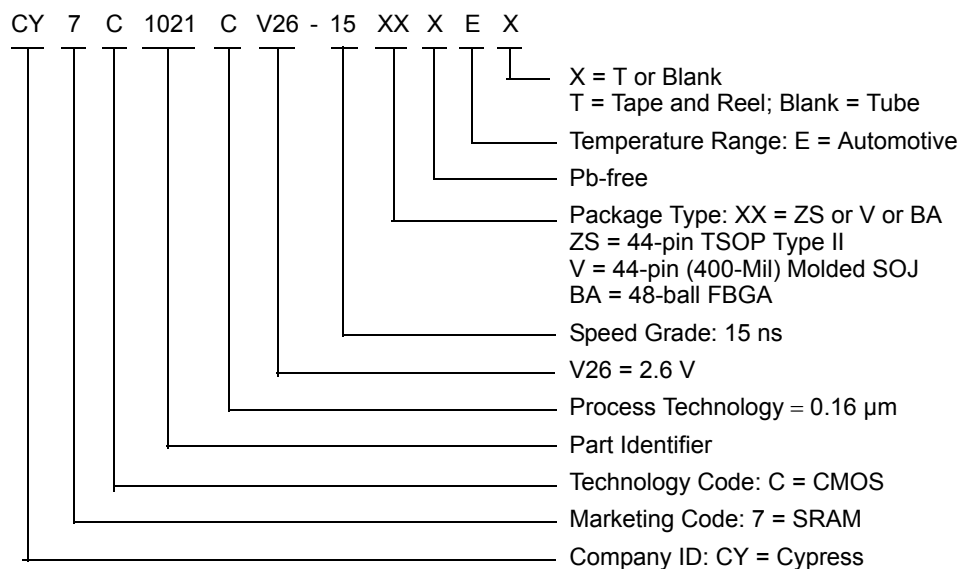 CY 7 C 1021 C V26 - 15 XX X E X
X = T or Blank
T = Tape and Reel; Blank = Tube
Temperature Range: E = Automotive
Pb-free
Package Type: XX = ZS or V or BA
ZS = 44-pin TSOP Type II
V = 44-pin (400-Mil) Molded SOJ
BA = 48-ball FBGA
Speed Grade: 15 ns
V26 = 2.6 V
Process Technology = 0.16 µm
Part Identifier
Technology Code: C = CMOS
Marketing Code: 7 = SRAM
Company ID: CY = Cypress